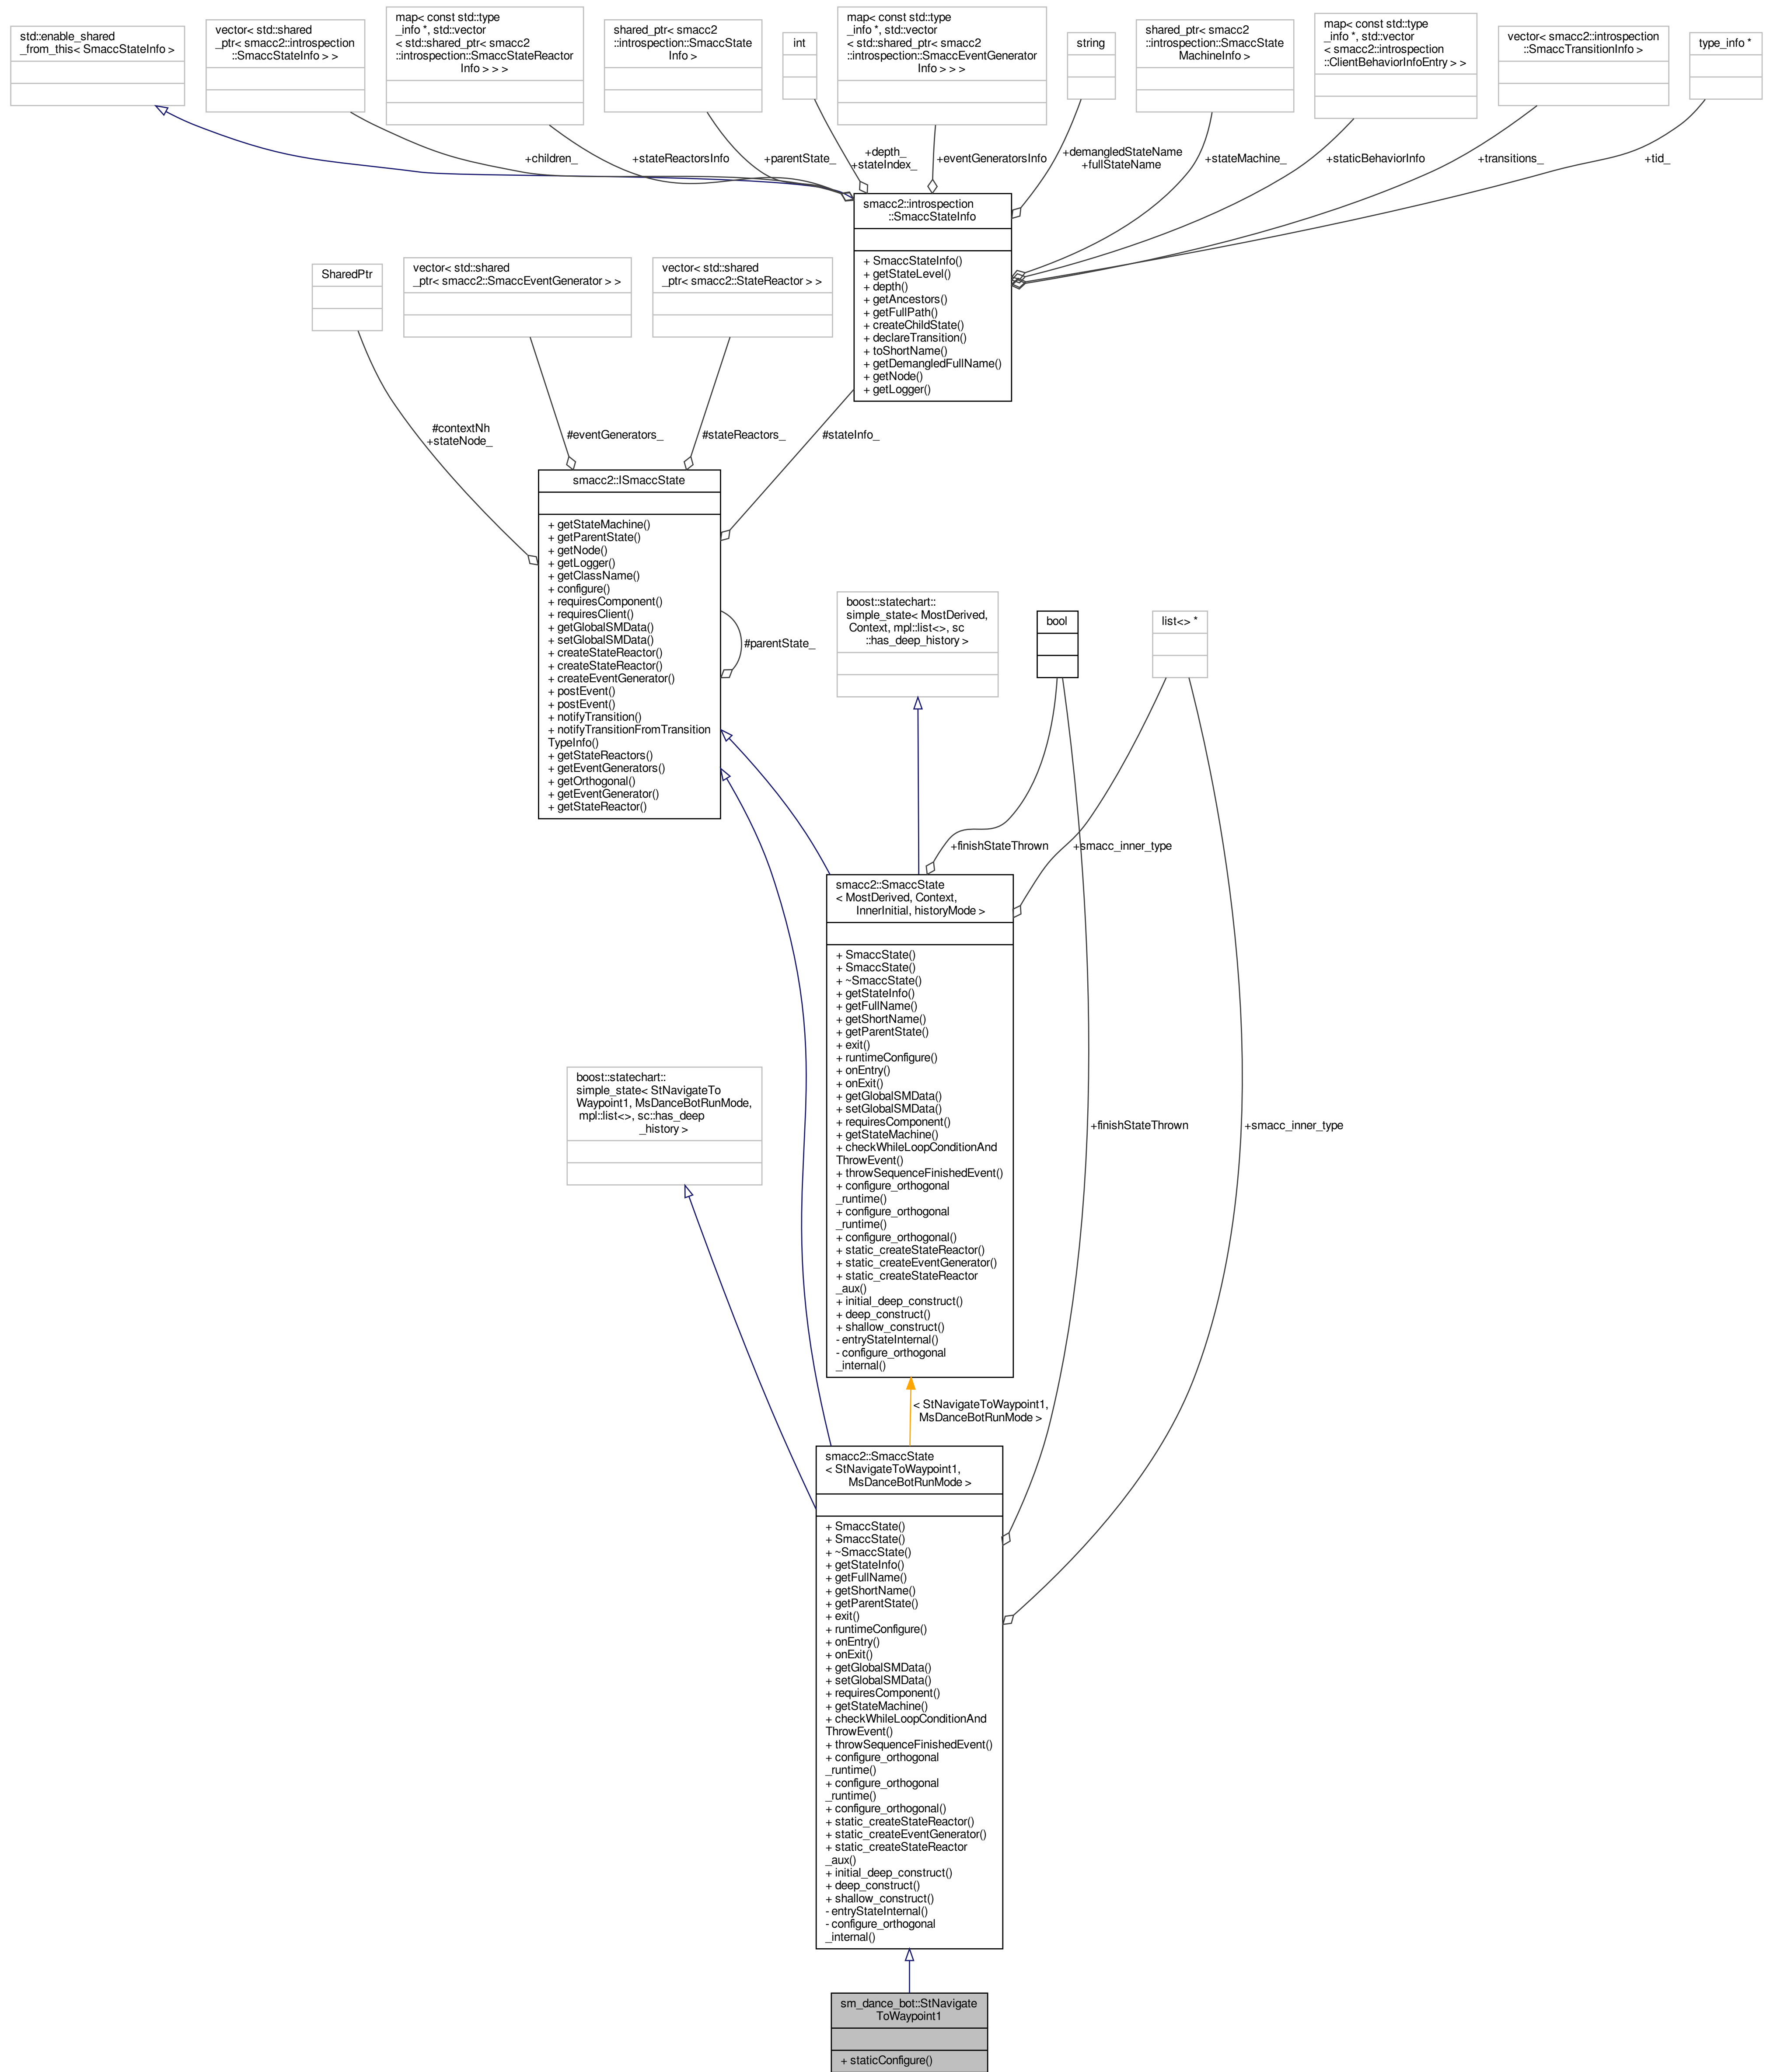 std::enable_shared
_from_this< SmaccStateInfo >
vector< std::shared
_ptr< smacc2::introspection
::SmaccStateInfo > >
map< const std::type
_info *, std::vector
< std::shared_ptr< smacc2
::introspection::SmaccStateReactor
Info > > >
shared_ptr< smacc2
::introspection::SmaccState
Info >
int
map< const std::type
_info *, std::vector
< std::shared_ptr< smacc2
::introspection::SmaccEventGenerator
Info > > >
string
shared_ptr< smacc2
::introspection::SmaccState
MachineInfo >
map< const std::type
_info *, std::vector
< smacc2::introspection
::ClientBehaviorInfoEntry > >
vector< smacc2::introspection
::SmaccTransitionInfo >
type_info *
+children_
+stateReactorsInfo
+parentState_
+depth_
+stateIndex_
+eventGeneratorsInfo
+demangledStateName
+fullStateName
+stateMachine_
+staticBehaviorInfo
+transitions_
+tid_
smacc2::introspection
::SmaccStateInfo
+ SmaccStateInfo()
+ getStateLevel()
+ depth()
+ getAncestors()
+ getFullPath()
+ createChildState()
+ declareTransition()
+ toShortName()
+ getDemangledFullName()
+ getNode()
+ getLogger()
SharedPtr
vector< std::shared
_ptr< smacc2::SmaccEventGenerator > >
vector< std::shared
_ptr< smacc2::StateReactor > >
#contextNh
+stateNode_
#eventGenerators_
#stateReactors_
#stateInfo_
smacc2::ISmaccState
+ getStateMachine()
+ getParentState()
+ getNode()
+ getLogger()
+ getClassName()
+ configure()
+ requiresComponent()
+ requiresClient()
+ getGlobalSMData()
+ setGlobalSMData()
+ createStateReactor()
+ createStateReactor()
+ createEventGenerator()
+ postEvent()
+ postEvent()
+ notifyTransition()
+ notifyTransitionFromTransition
TypeInfo()
+ getStateReactors()
+ getEventGenerators()
+ getOrthogonal()
+ getEventGenerator()
+ getStateReactor()
#parentState_
boost::statechart::
simple_state< MostDerived,
Context, mpl::list<>, sc
::has_deep_history >
bool
list<> *
+finishStateThrown
+smacc_inner_type
smacc2::SmaccState
< MostDerived, Context,
InnerInitial, historyMode >
+ SmaccState()
+ SmaccState()
+ ~SmaccState()
+ getStateInfo()
+ getFullName()
+ getShortName()
+ getParentState()
+ exit()
+ runtimeConfigure()
+ onEntry()
+ onExit()
+ getGlobalSMData()
+ setGlobalSMData()
+ requiresComponent()
+ getStateMachine()
+ checkWhileLoopConditionAnd
ThrowEvent()
+ throwSequenceFinishedEvent()
+ configure_orthogonal
_runtime()
+ configure_orthogonal
_runtime()
+ configure_orthogonal()
+ static_createStateReactor()
+ static_createEventGenerator()
+ static_createStateReactor
_aux()
+ initial_deep_construct()
+ deep_construct()
+ shallow_construct()
- entryStateInternal()
- configure_orthogonal
_internal()
boost::statechart::
simple_state< StNavigateTo
Waypoint1, MsDanceBotRunMode,
mpl::list<>, sc::has_deep
_history >
+finishStateThrown
+smacc_inner_type
< StNavigateToWaypoint1,
MsDanceBotRunMode >
smacc2::SmaccState
< StNavigateToWaypoint1,
MsDanceBotRunMode >
+ SmaccState()
+ SmaccState()
+ ~SmaccState()
+ getStateInfo()
+ getFullName()
+ getShortName()
+ getParentState()
+ exit()
+ runtimeConfigure()
+ onEntry()
+ onExit()
+ getGlobalSMData()
+ setGlobalSMData()
+ requiresComponent()
+ getStateMachine()
+ checkWhileLoopConditionAnd
ThrowEvent()
+ throwSequenceFinishedEvent()
+ configure_orthogonal
_runtime()
+ configure_orthogonal
_runtime()
+ configure_orthogonal()
+ static_createStateReactor()
+ static_createEventGenerator()
+ static_createStateReactor
_aux()
+ initial_deep_construct()
+ deep_construct()
+ shallow_construct()
- entryStateInternal()
- configure_orthogonal
_internal()
sm_dance_bot::StNavigate
ToWaypoint1
+ staticConfigure()